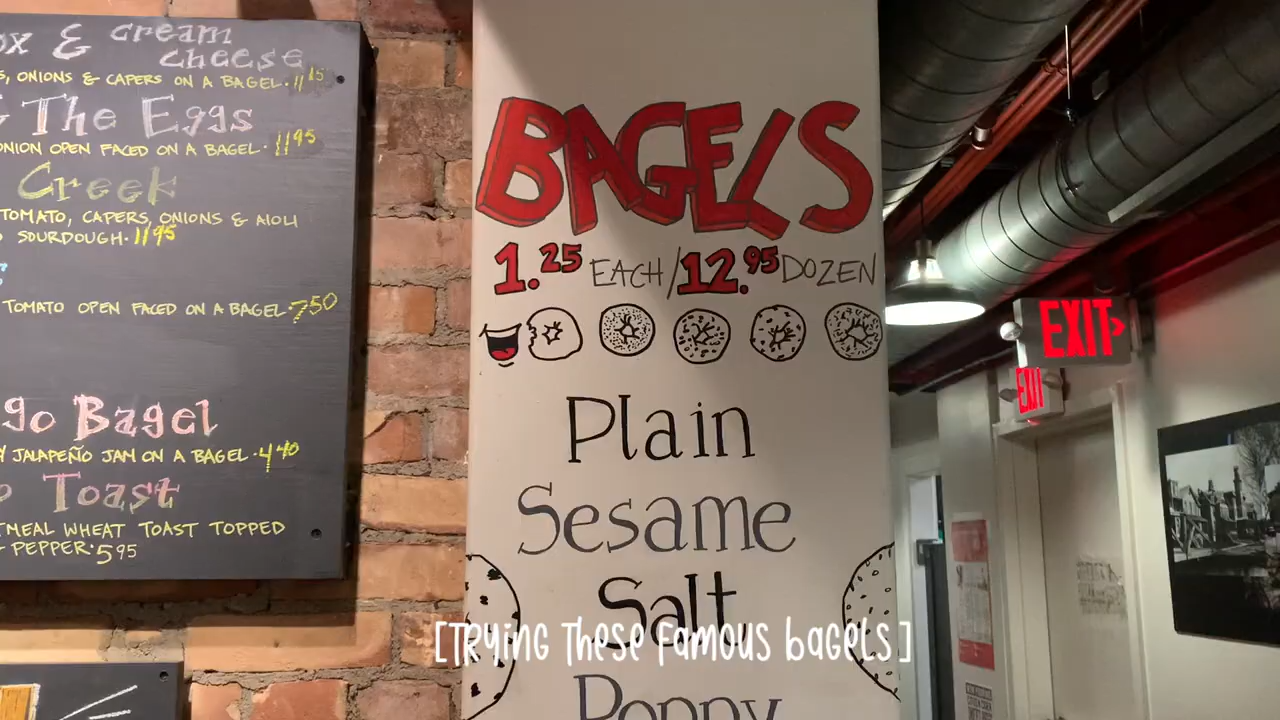 ox & cream
cheese
S, ONIONS & CAPERS ON A BAGEL. 11 15
& The Eggs
ONION OPEN FACED ON A BAGEL. 11 95
Creek
TOMATO, CAPERS, ONIONS & AIOLI
SOURDOUGH. 11 95
TOMATO OPEN FACED ON A BAGEL. 7 50
go Bagel
Y JALAPEÑO JAM ON A BAGEL. 4 40
Toast
TMEAL WHEAT TOAST TOPPED
PEPPER. 5 95
BAGELS
1.25 EACH/12.95 DOZEN
Plain
Sesame
Salt
[Trying these famous bagels]
Poppy
EXIT
EXIT